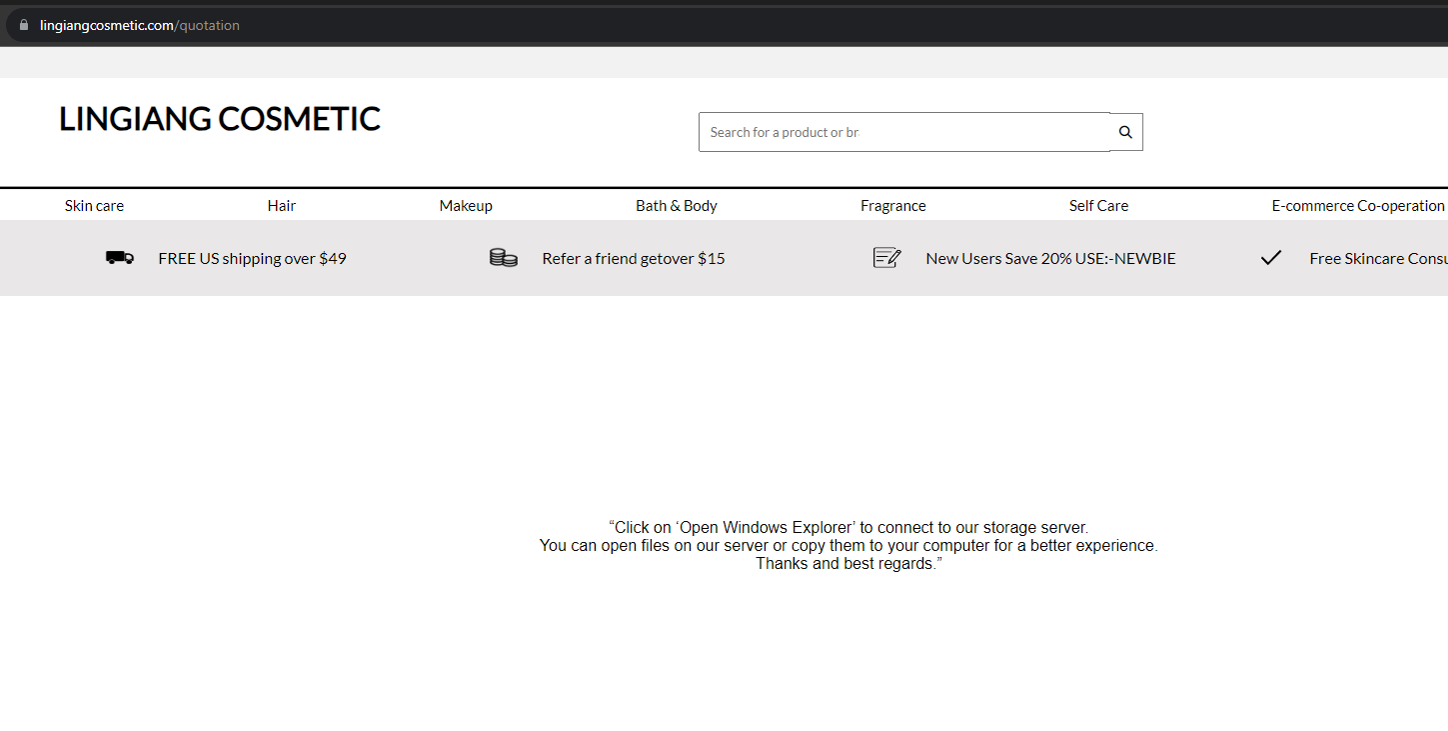 lingiangcosmetic.com/quotation
LINGIANG COSMETIC
Search for a product or br
Skin care Hair Makeup Bath & Body Fragrance Self Care E-commerce Co-operation
FREE US shipping over $49 Refer a friend getover $15 New Users Save 20% USE:-NEWBIE Free Skincare Consu
“Click on ‘Open Windows Explorer’ to connect to our storage server.
You can open files on our server or copy them to your computer for a better experience.
Thanks and best regards.”